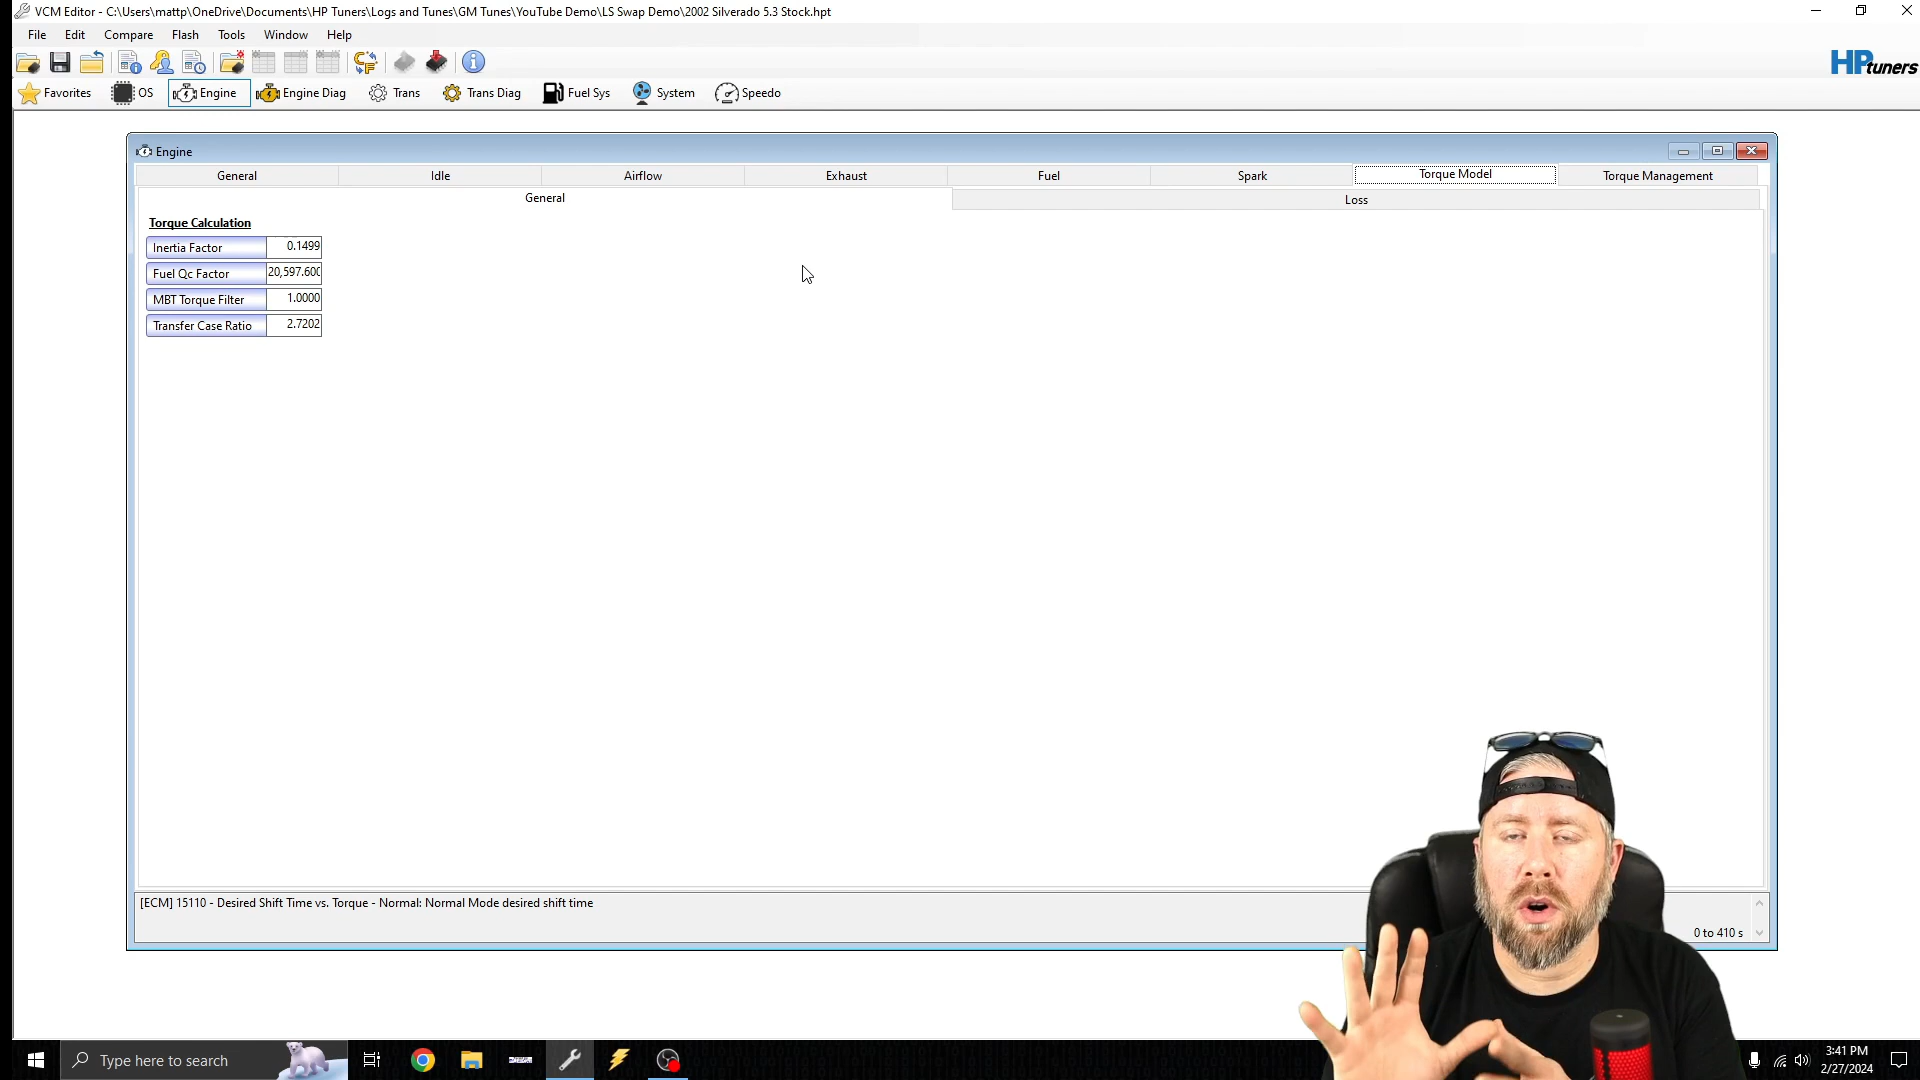 VCM Editor - C:\Users\mattp\OneDrive\Documents\HP Tuners\Logs and Tunes\GM Tunes\YouTube Demo\LS Swap Demo\2002 Silverado 5.3 Stock.hpt
File Edit Compare Flash Tools Window Help
HP tuners
Favorites OS Engine Engine Diag Trans Trans Diag Fuel Sys System Speedo
Engine
General Idle Airflow Exhaust Fuel Spark Torque Model Torque Management
General Loss
Torque Calculation
Inertia Factor 0.1499
Fuel Qc Factor 20,597.600
MBT Torque Filter 1.0000
Transfer Case Ratio 2.7202
[ECM] 15110 - Desired Shift Time vs. Torque - Normal: Normal Mode desired shift time
0 to 410 s
Type here to search
3:41 PM
2/27/2024